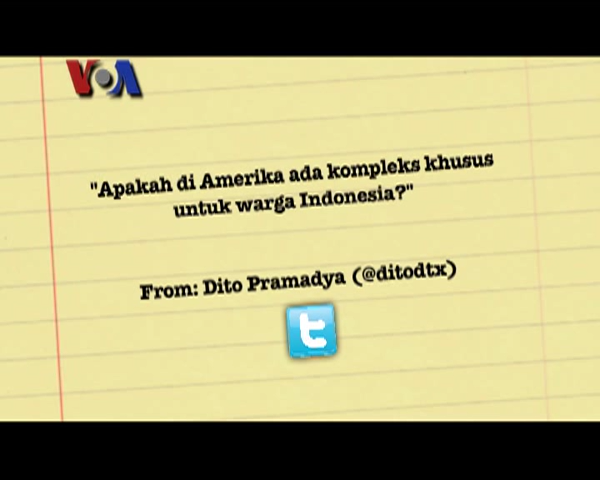 VOA
"Apakah di Amerika ada kompleks khusus
untuk warga Indonesia?"
From: Dito Pramadya (@ditodtx)
t